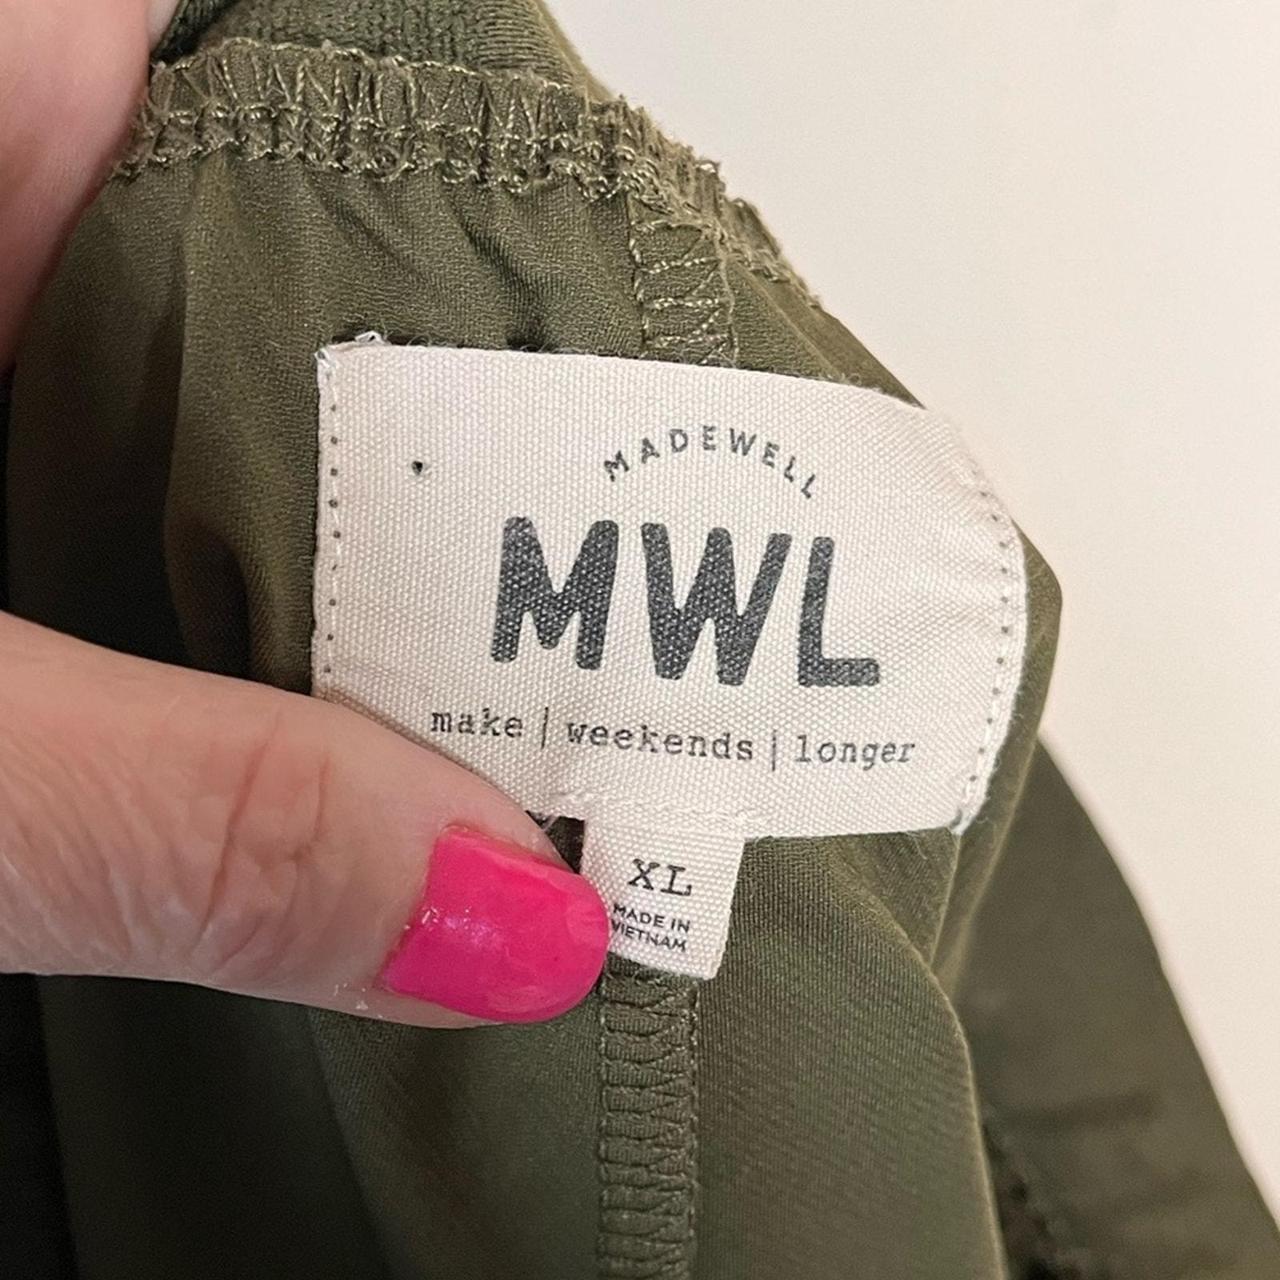 MADEWELL
MWL
make | weekends | longer
XL
MADE IN
VIETNAM